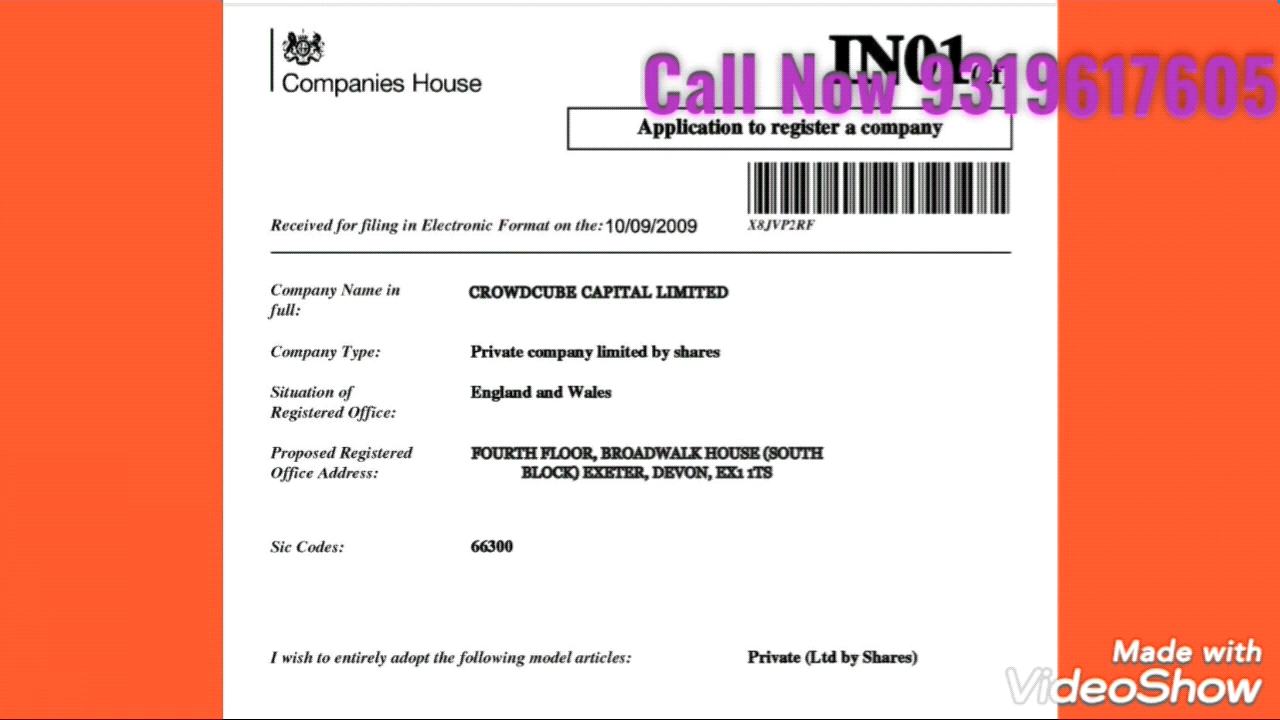 Companies House
IN01(ef)
Call Now 9319617605
Application to register a company
X8JVP2RF
Received for filing in Electronic Format on the: 10/09/2009
Company Name in
full:
CROWDCUBE CAPITAL LIMITED
Company Type:
Private company limited by shares
Situation of
Registered Office:
England and Wales
Proposed Registered
Office Address:
FOURTH FLOOR, BROADWALK HOUSE (SOUTH
BLOCK) EXETER, DEVON, EX1 1TS
Sic Codes:
66300
I wish to entirely adopt the following model articles:
Private (Ltd by Shares)
Made with
VideoShow